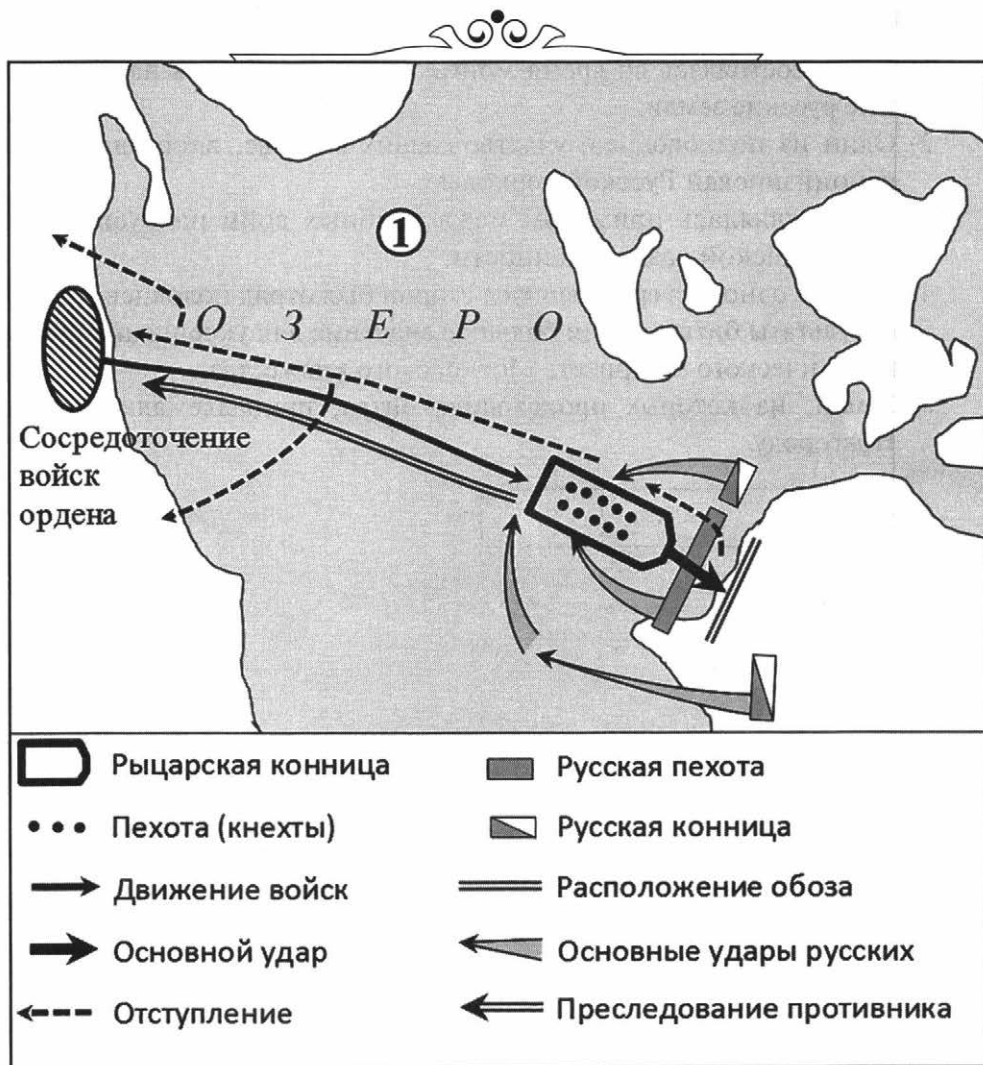 1
О З Е Р О
Сосредоточение
войск
ордена
Рыцарская конница
Русская пехота
Пехота (кнехты)
Русская конница
Движение войск
Расположение обоза
Основной удар
Основные удары русских
Отступление
Преследование противника